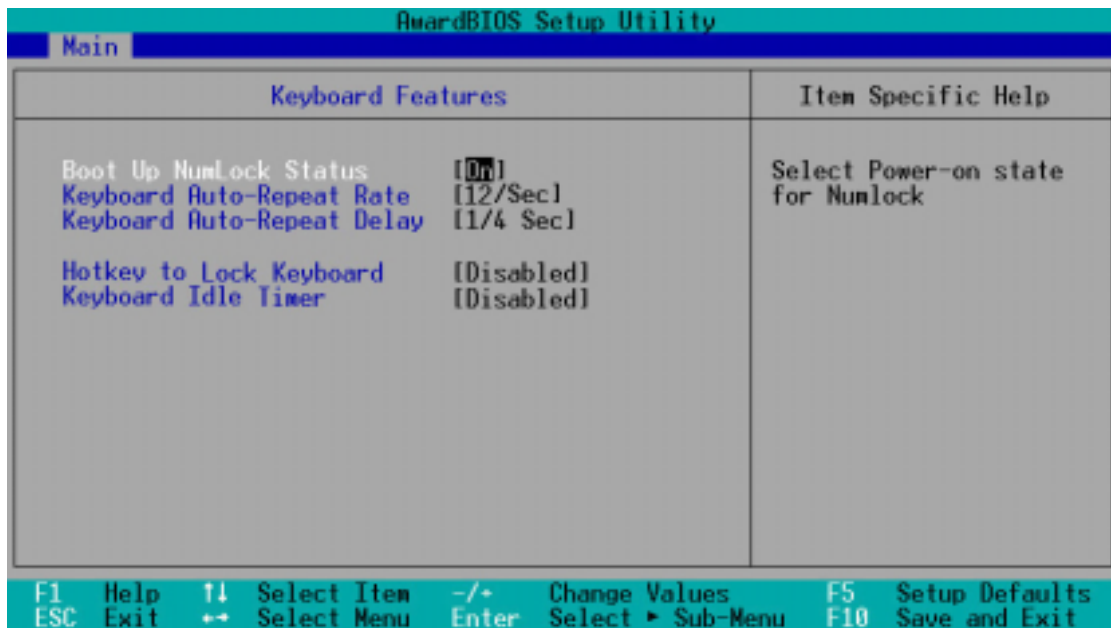 AwardBIOS Setup Utility
Main
Keyboard Features
Item Specific Help
Boot Up NumLock Status [On]
Keyboard Auto-Repeat Rate [12/Sec]
Keyboard Auto-Repeat Delay [1/4 Sec]
Hotkey to Lock Keyboard [Disabled]
Keyboard Idle Timer [Disabled]
Select Power-on state
for Numlock
F1 Help ↑↓ Select Item -/+ Change Values F5 Setup Defaults
ESC Exit ←→ Select Menu Enter Select ► Sub-Menu F10 Save and Exit